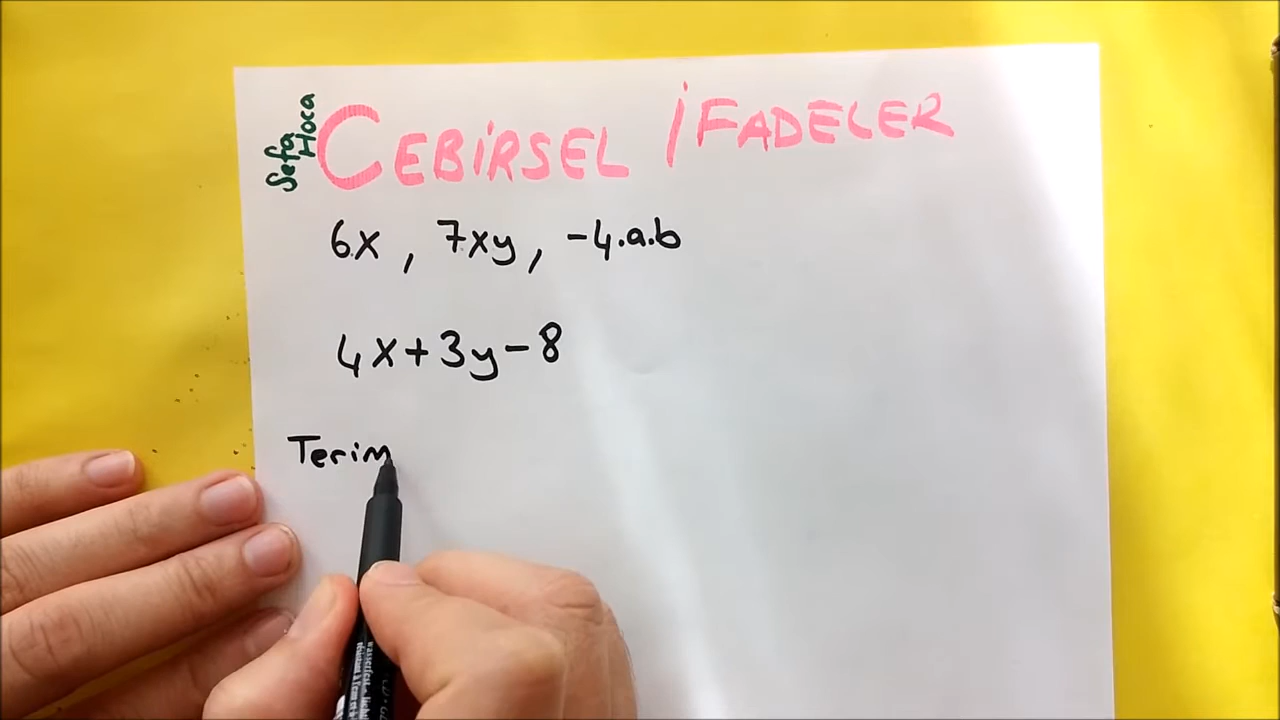 Sefa Hoca
CEBİRSEL İFADELER
6x , 7xy , -4.a.b
4x+3y-8
Terim